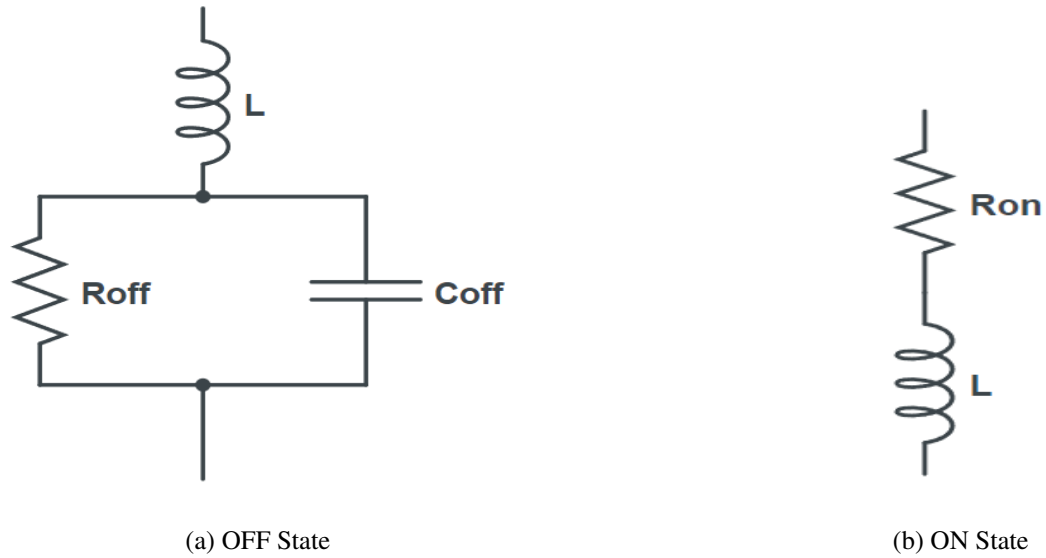 L
Roff
Coff
(a) OFF State
Ron
L
(b) ON State